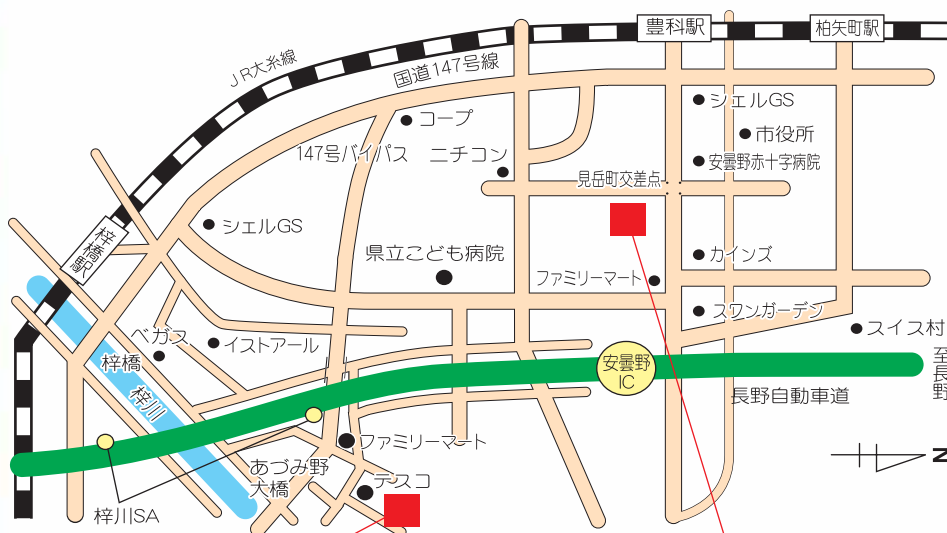 豊科駅
柏矢町駅
JR大糸線
国道147号線
コープ
シェルGS
市役所
147号バイパス
ニチコン
安曇野赤十字病院
見岳町交差点
シェルGS
梓橋駅
県立こども病院
カインズ
ファミリーマート
スワンガーデン
スイス村
ベガス
イストアール
至長野
梓橋
安曇野
IC
梓川
長野自動車道
ファミリーマート
あづみ野
大橋
テスコ
梓川SA
N